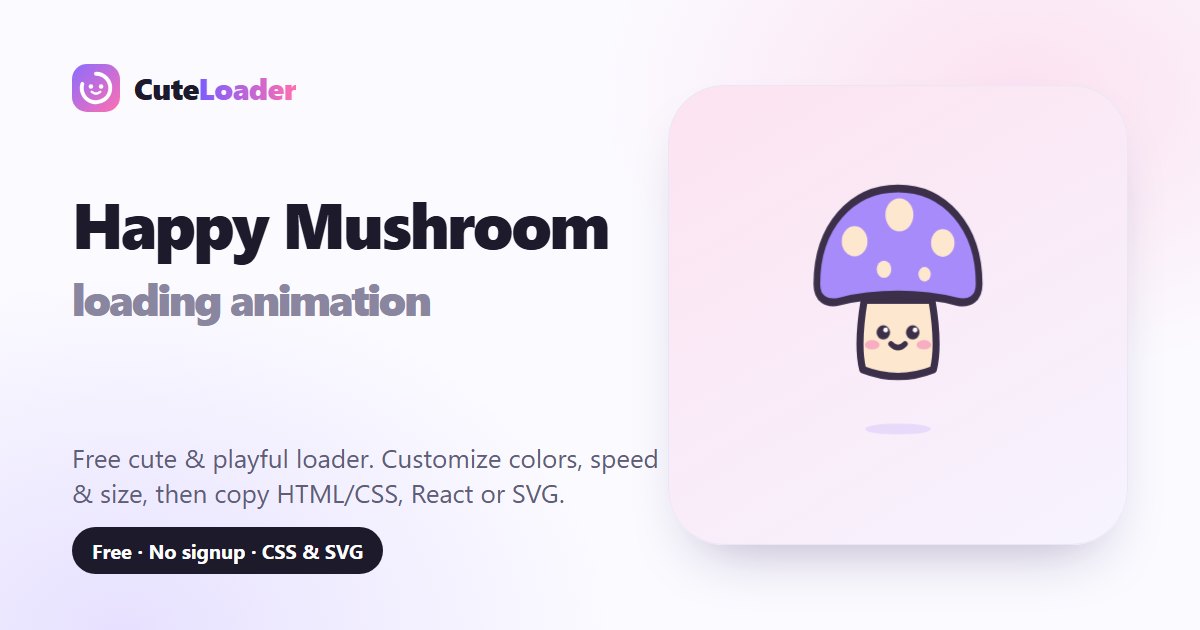 CuteLoader
Happy Mushroom
loading animation
Free cute & playful loader. Customize colors, speed
& size, then copy HTML/CSS, React or SVG.
Free · No signup · CSS & SVG